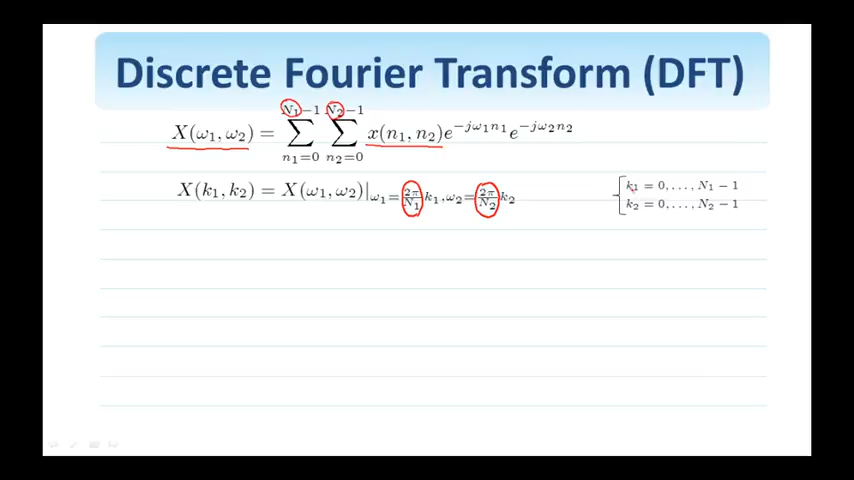 Discrete Fourier Transform (DFT)
X(ω₁, ω₂) = ∑_{n₁=0}^{N₁−1} ∑_{n₂=0}^{N₂−1} x(n₁, n₂)e^{−jω₁n₁}e^{−jω₂n₂}
X(k₁, k₂) = X(ω₁, ω₂)|_{ω₁=\frac{2π}{N₁}k₁,ω₂=\frac{2π}{N₂}k₂}
k₁ = 0, . . . , N₁ − 1
k₂ = 0, . . . , N₂ − 1